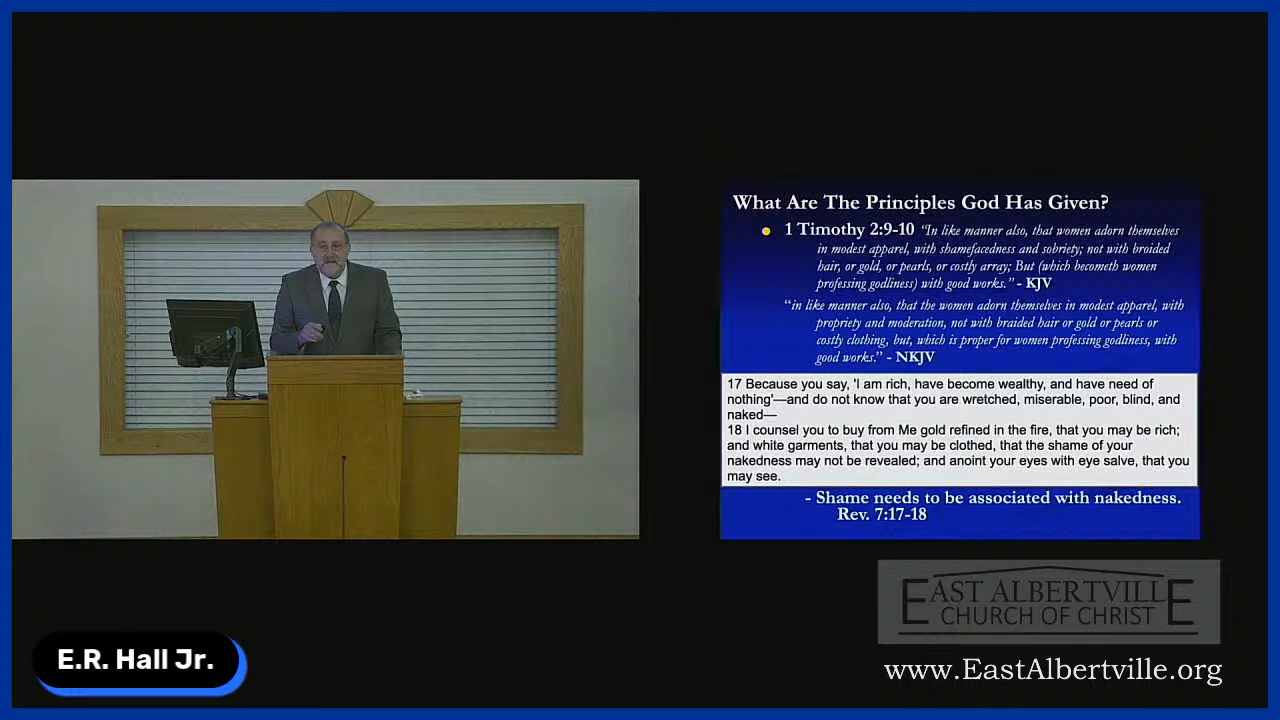 What Are The Principles God Has Given?
1 Timothy 2:9-10 "In like manner also, that women adorn themselves
in modest apparel, with shamefacedness and sobriety; not with broided
hair, or gold, or pearls, or costly array; But (which becometh women
professing godliness) with good works." - KJV
"in like manner also, that the women adorn themselves in modest apparel, with
propriety and moderation, not with braided hair or gold or pearls or
costly clothing, but, which is proper for women professing godliness, with
good works." - NKJV
17 Because you say, 'I am rich, have become wealthy, and have need of
nothing'—and do not know that you are wretched, miserable, poor, blind, and
naked—
18 I counsel you to buy from Me gold refined in the fire, that you may be rich;
and white garments, that you may be clothed, that the shame of your
nakedness may not be revealed; and anoint your eyes with eye salve, that you
may see.
- Shame needs to be associated with nakedness.
Rev. 7:17-18
EAST ALBERTVILLE
CHURCH OF CHRIST
www.EastAlbertville.org
E.R. Hall Jr.